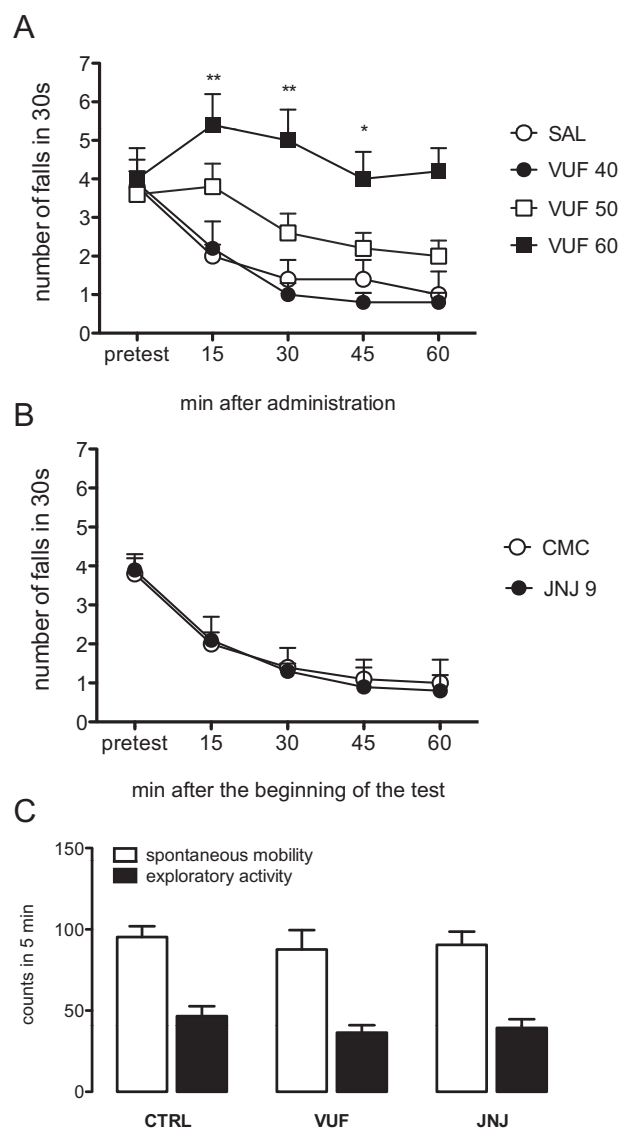 A
number of falls in 30s
7
6
5
4
3
2
1
0
**
**
*
SAL
VUF 40
VUF 50
VUF 60
pretest 15 30 45 60
min after administration
B
number of falls in 30s
7
6
5
4
3
2
1
0
CMC
JNJ 9
pretest 15 30 45 60
min after the beginning of the test
C
counts in 5 min
150
100
50
0
spontaneous mobility
exploratory activity
CTRL VUF JNJ